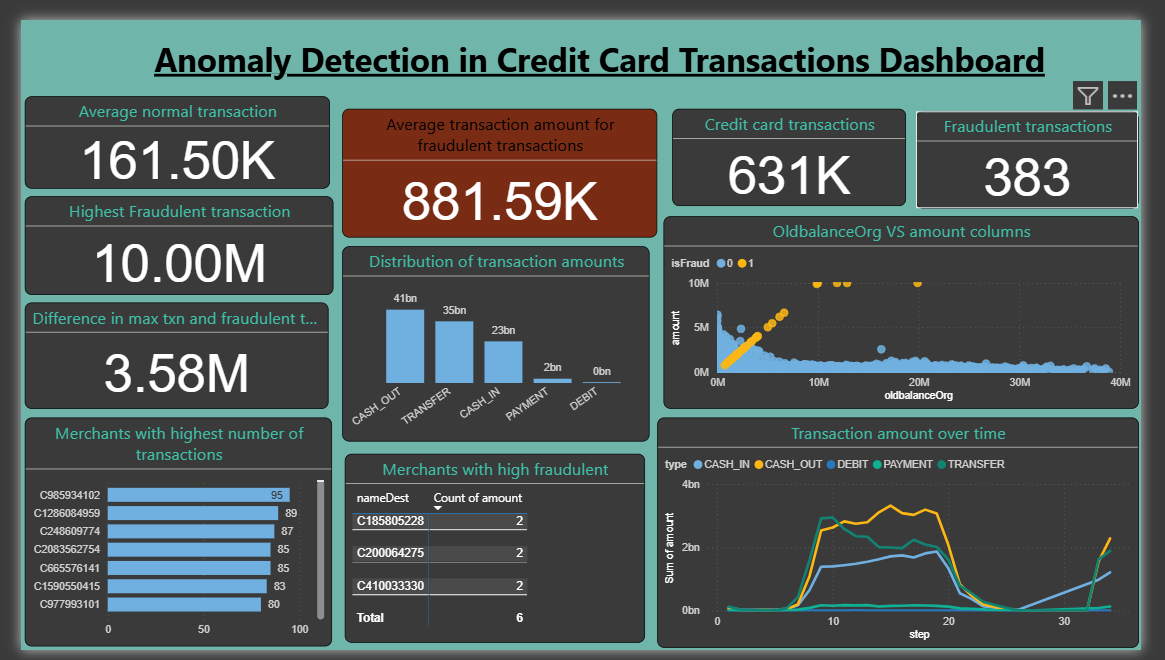 Anomaly Detection in Credit Card Transactions Dashboard
Average normal transaction
161.50K
Average transaction amount for
fraudulent transactions
881.59K
Credit card transactions
631K
Fraudulent transactions
383
Highest Fraudulent transaction
10.00M
Difference in max txn and fraudulent t...
3.58M
Distribution of transaction amounts
41bn
35bn
23bn
2bn
0bn
CASH_OUT
TRANSFER
CASH_IN
PAYMENT
DEBIT
OldbalanceOrg VS amount columns
isFraud 0 1
10M
5M
0M
amount
0M 10M 20M 30M 40M
oldbalanceOrg
Merchants with highest number of
transactions
C985934102 95
C1286084959 89
C248609774 87
C2083562754 85
C665576141 85
C1590550415 83
C977993101 80
0 50 100
Merchants with high fraudulent
nameDest Count of amount
C185805228 2
C200064275 2
C410033330 2
Total 6
Transaction amount over time
type CASH_IN CASH_OUT DEBIT PAYMENT TRANSFER
4bn
2bn
0bn
Sum of amount
0 10 20 30
step